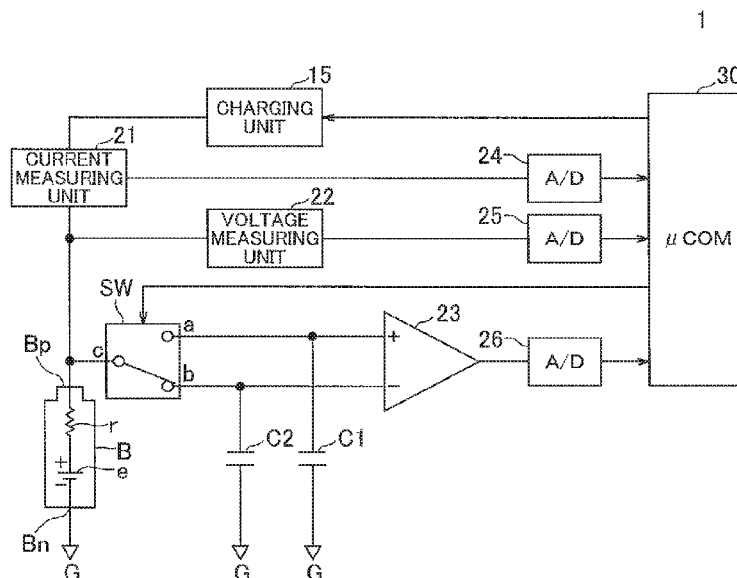 1
15
30
CHARGING
UNIT
21
CURRENT
MEASURING
UNIT
24
A/D
22
VOLTAGE
MEASURING
UNIT
25
A/D
μCOM
SW
a
c
b
+
−
23
26
A/D
Bp
r
B
+
−
e
C2
C1
Bn
G
G
G